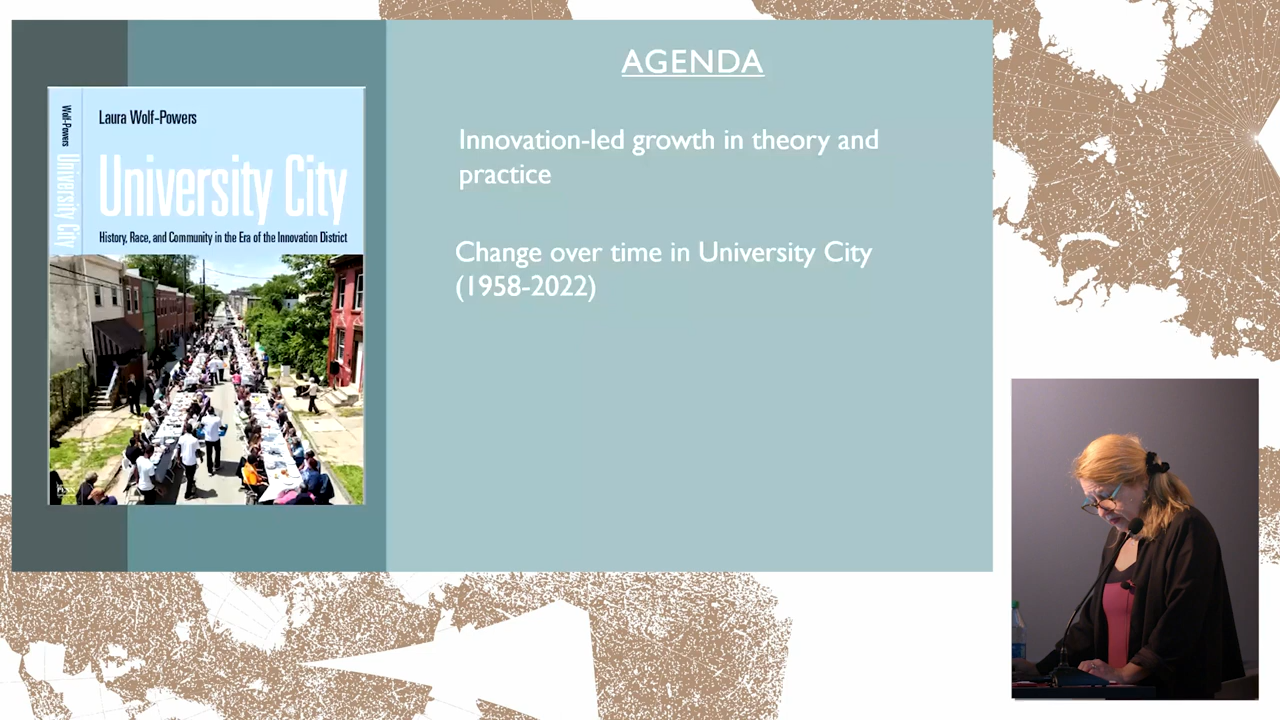 Laura Wolf-Powers
University City
History, Race, and Community in the Era of the Innovation District
Wolf-Powers
University City
PENN
AGENDA
Innovation-led growth in theory and
practice
Change over time in University City
(1958-2022)